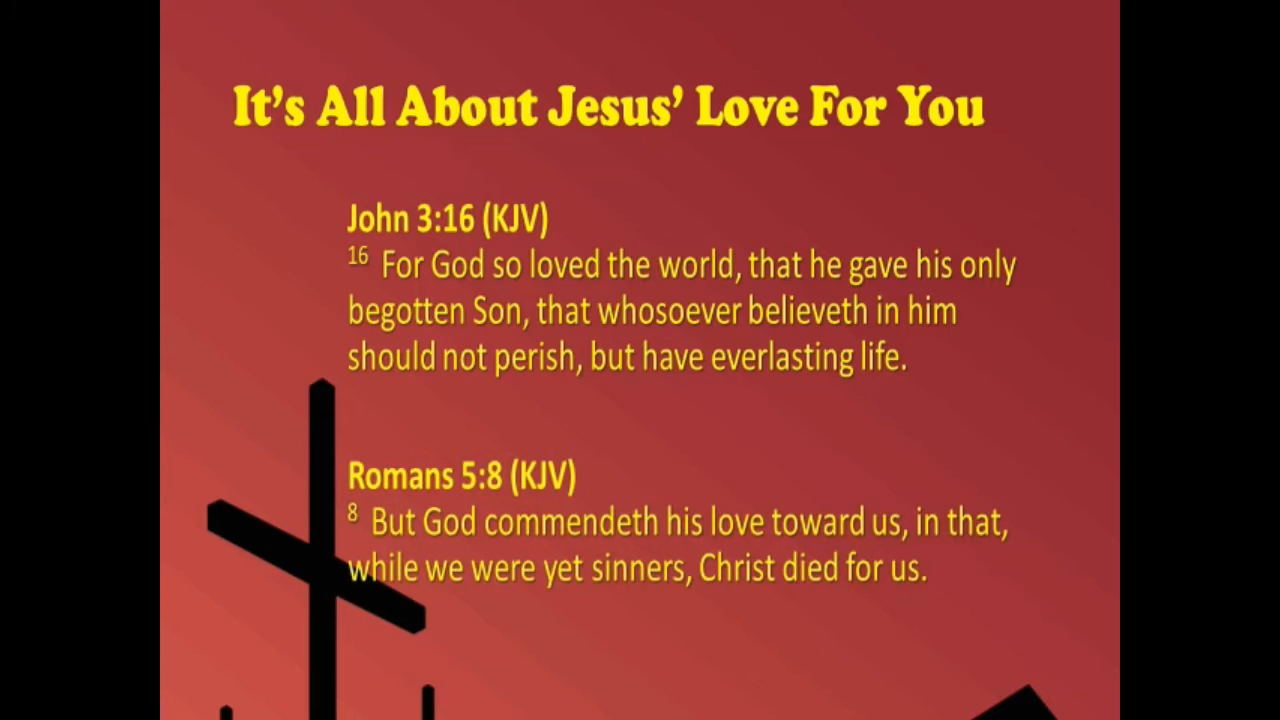 It's All About Jesus' Love For You
John 3:16 (KJV)
16 For God so loved the world, that he gave his only
begotten Son, that whosoever believeth in him
should not perish, but have everlasting life.
Romans 5:8 (KJV)
8 But God commendeth his love toward us, in that,
while we were yet sinners, Christ died for us.